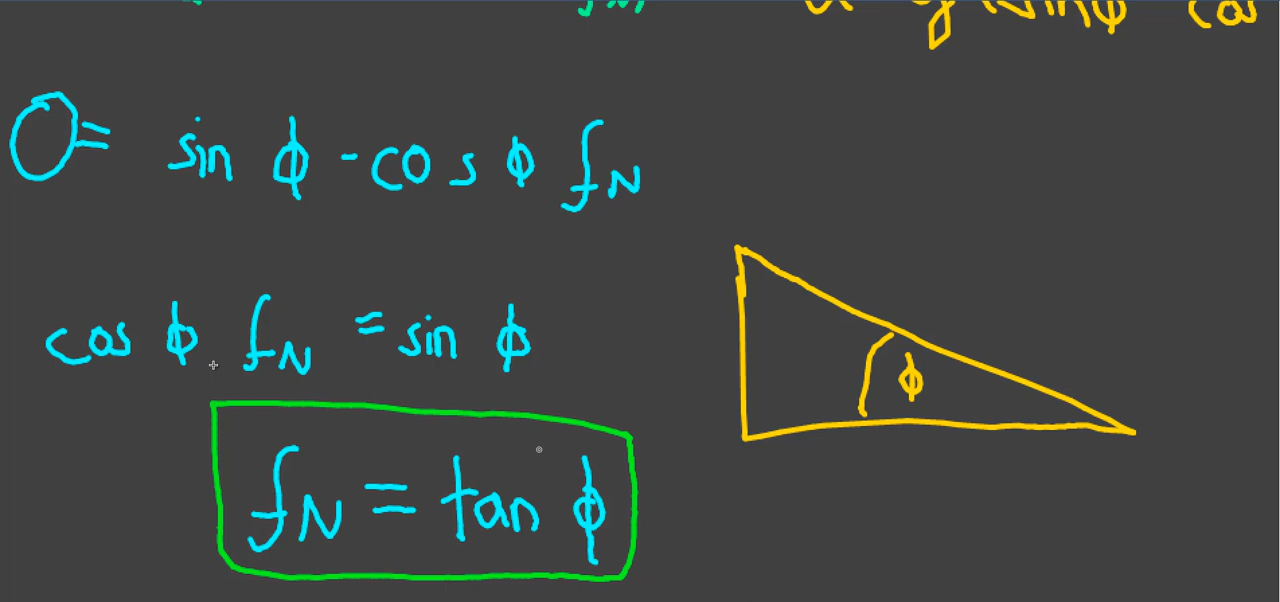 0 = sin ϕ - cos ϕ f_N
cos ϕ f_N = sin ϕ
ϕ
f_N = tan ϕ